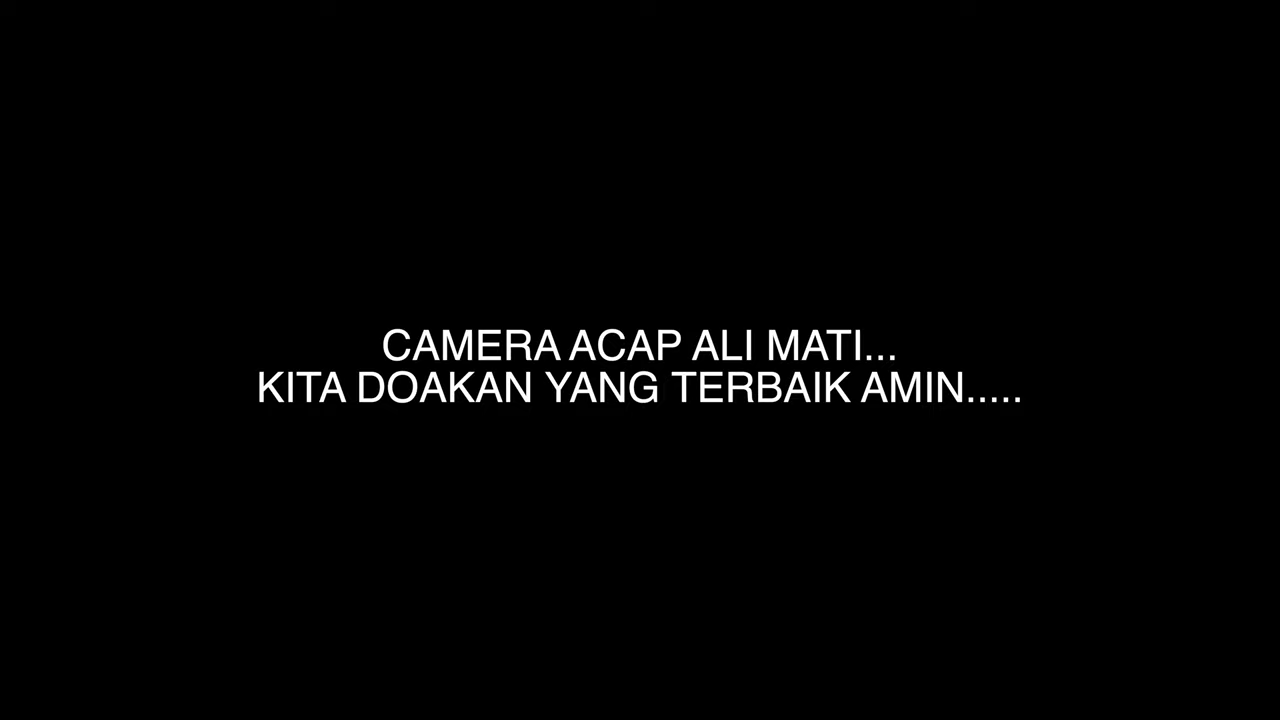 CAMERA ACAP ALI MATI...
KITA DOAKAN YANG TERBAIK AMIN.....